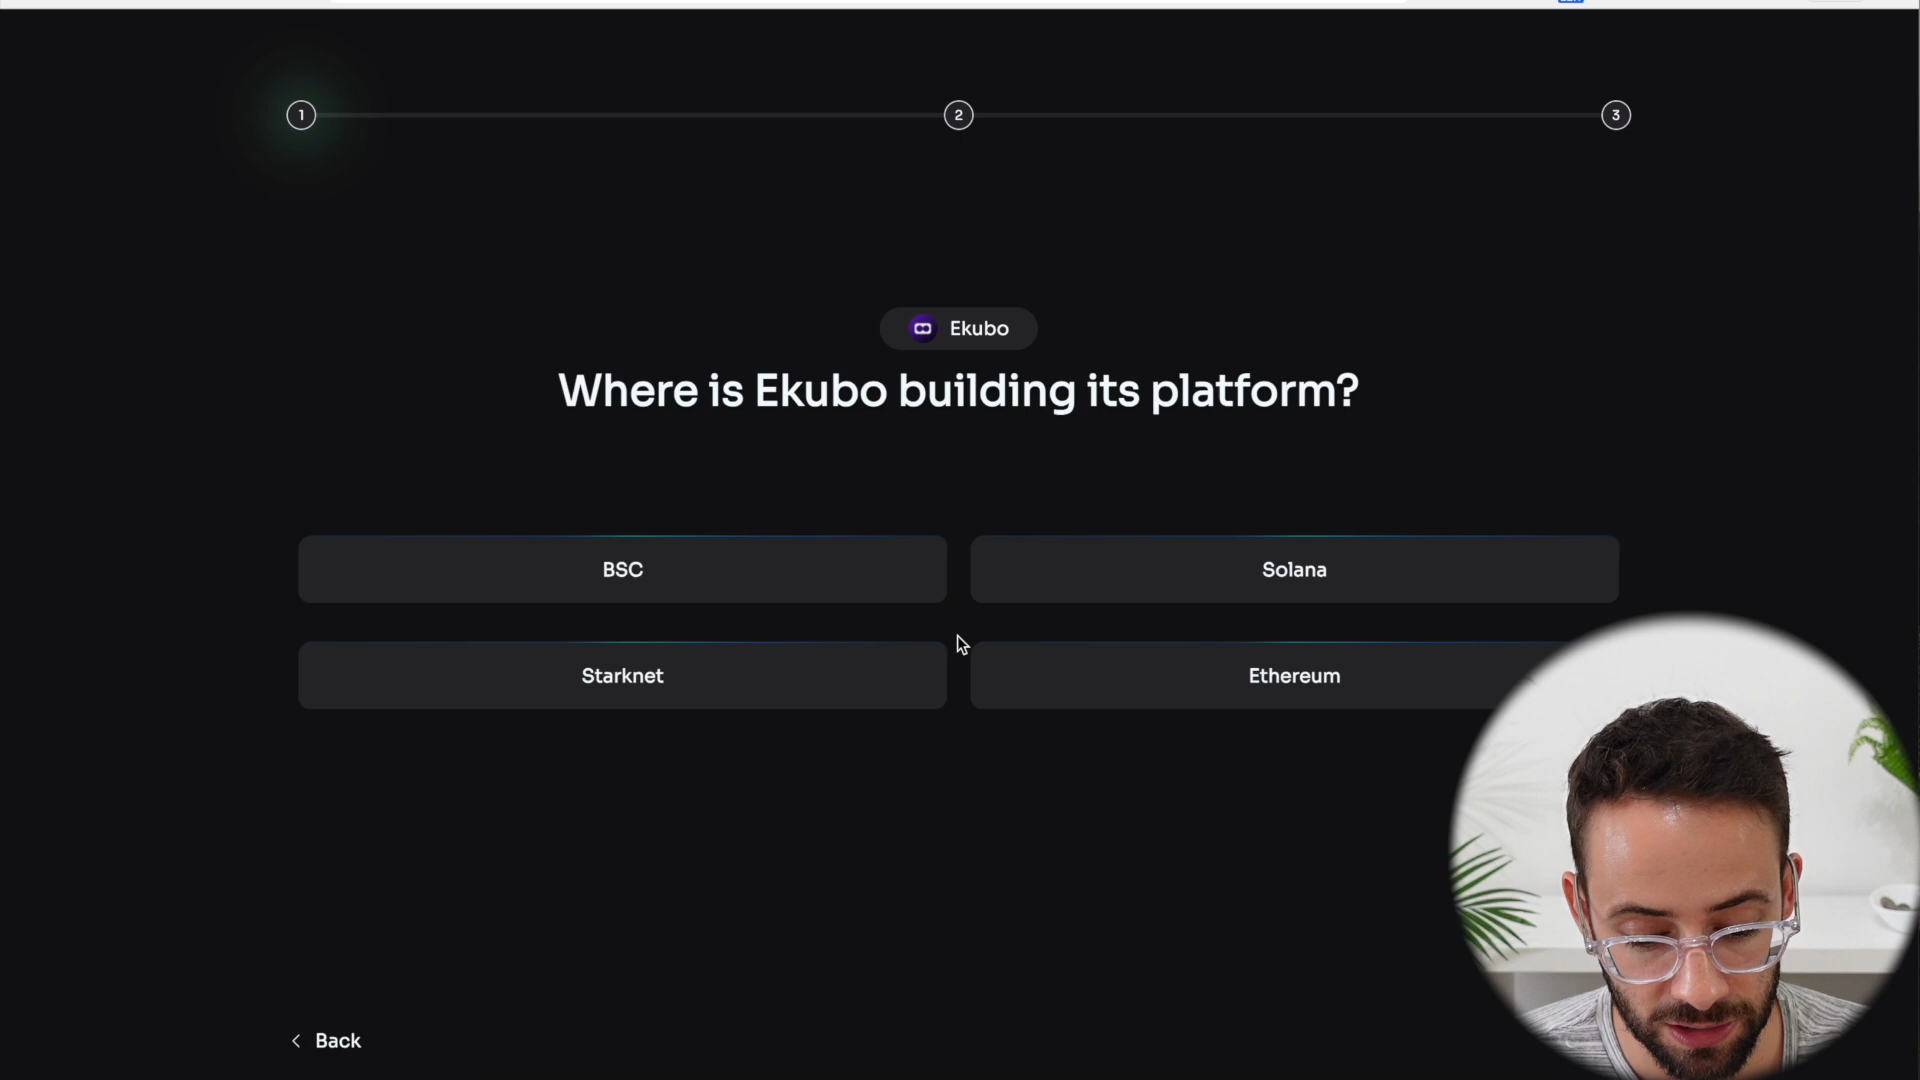 1
2
3
Ekubo
Where is Ekubo building its platform?
BSC
Solana
Starknet
Ethereum
Back